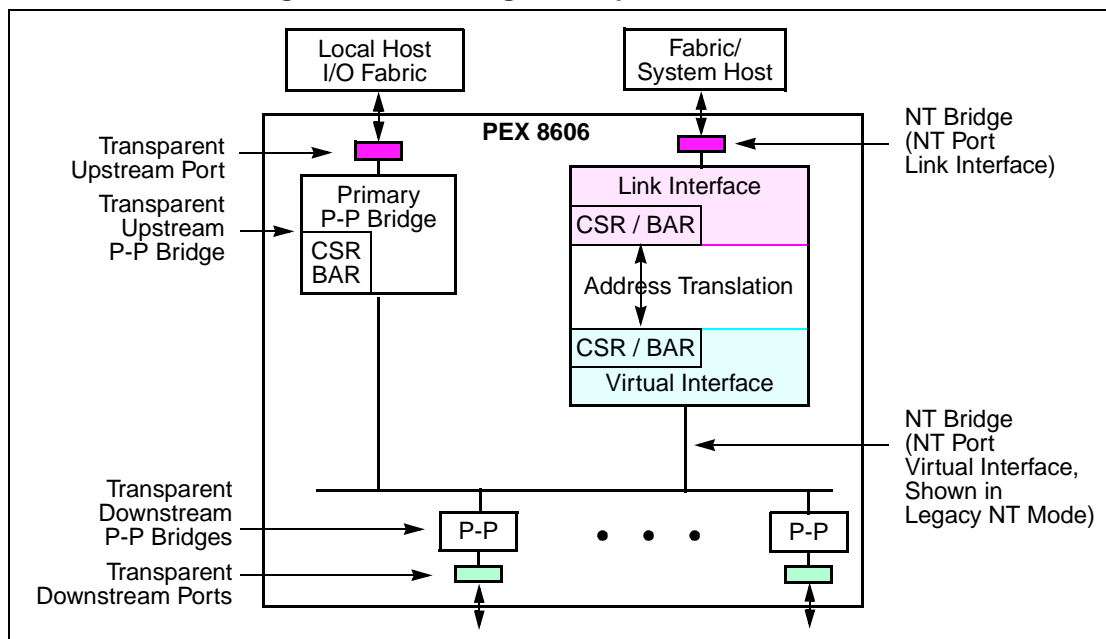 Local Host
I/O Fabric
Fabric/
System Host
PEX 8606
Transparent
Upstream Port
NT Bridge
(NT Port
Link Interface)
Transparent
Upstream
P-P Bridge
Primary
P-P Bridge
CSR
BAR
Link Interface
CSR / BAR
Address Translation
CSR / BAR
Virtual Interface
NT Bridge
(NT Port
Virtual Interface,
Shown in
Legacy NT Mode)
Transparent
Downstream
P-P Bridges
P-P
P-P
Transparent
Downstream Ports